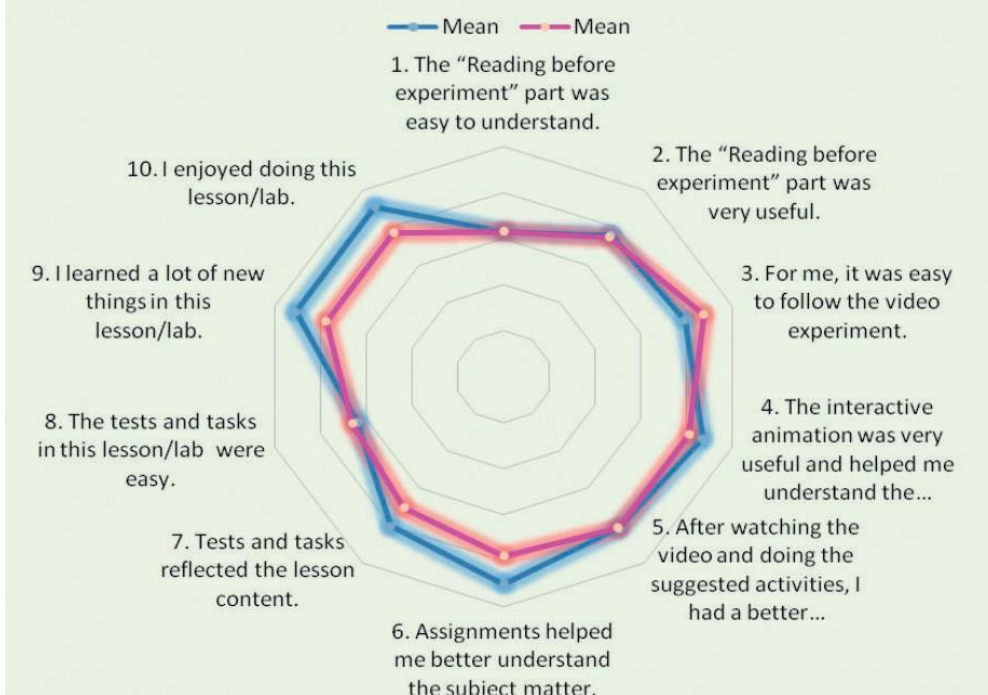 Mean Mean
1. The “Reading before
experiment” part was
easy to understand.
2. The “Reading before
experiment” part was
very useful.
3. For me, it was easy
to follow the video
experiment.
4. The interactive
animation was very
useful and helped me
understand the...
5. After watching the
video and doing the
suggested activities, I
had a better...
6. Assignments helped
me better understand
the subject matter.
7. Tests and tasks
reflected the lesson
content.
8. The tests and tasks
in this lesson/lab were
easy.
9. I learned a lot of new
things in this
lesson/lab.
10. I enjoyed doing this
lesson/lab.